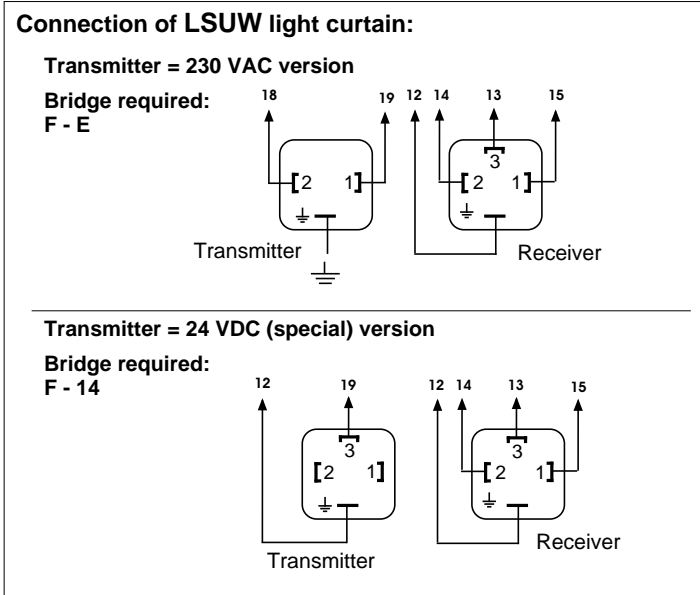 Connection of LSUW light curtain:
Transmitter = 230 VAC version
Bridge required:
F - E
18 19 12 14 13 15
3
2 1 2 1
Transmitter Receiver
Transmitter = 24 VDC (special) version
Bridge required:
F - 14
12 19 12 14 13 15
3 3
2 1 2 1
Receiver
Transmitter